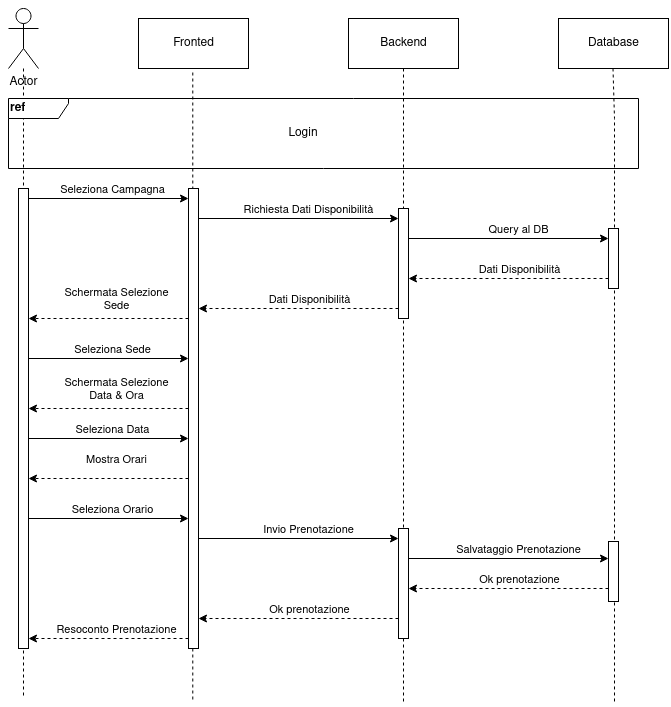 Fronted
Backend
Database
Actor
ref
Login
Seleziona Campagna
Richiesta Dati Disponibilità
Query al DB
Dati Disponibilità
Dati Disponibilità
Schermata Selezione
Sede
Seleziona Sede
Schermata Selezione
Data & Ora
Seleziona Data
Mostra Orari
Seleziona Orario
Invio Prenotazione
Salvataggio Prenotazione
Ok prenotazione
Ok prenotazione
Resoconto Prenotazione